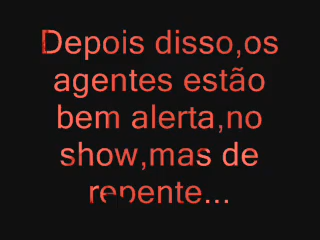 Depois disso,os
agentes estão
bem alerta,no
show,mas de
repente...